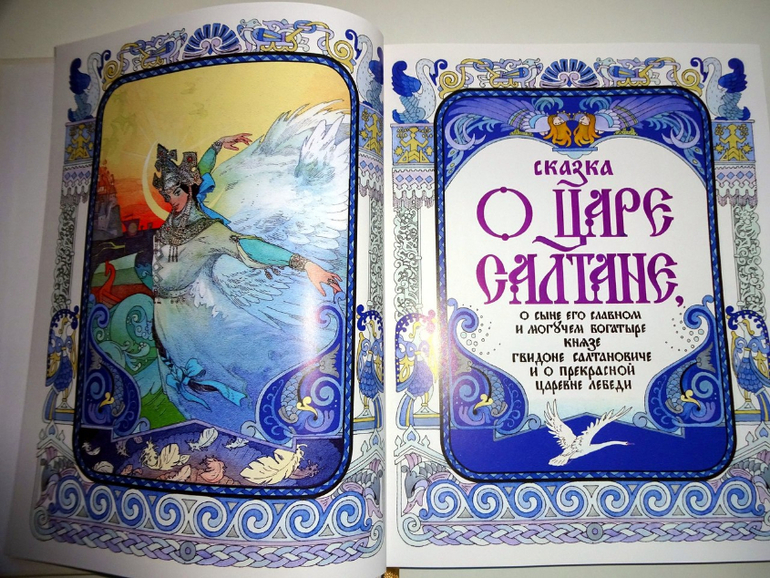 СКАЗКА
О ЦАРЕ
САЛТАНЕ,
О СЫНЕ ЕГО СЛАВНОМ
И МОГУЧЕМ БОГАТЫРЕ
КНЯЗЕ
ГВИДОНЕ САЛТАНОВИЧЕ
И О ПРЕКРАСНОЙ
ЦАРЕВНЕ ЛЕБЕДИ